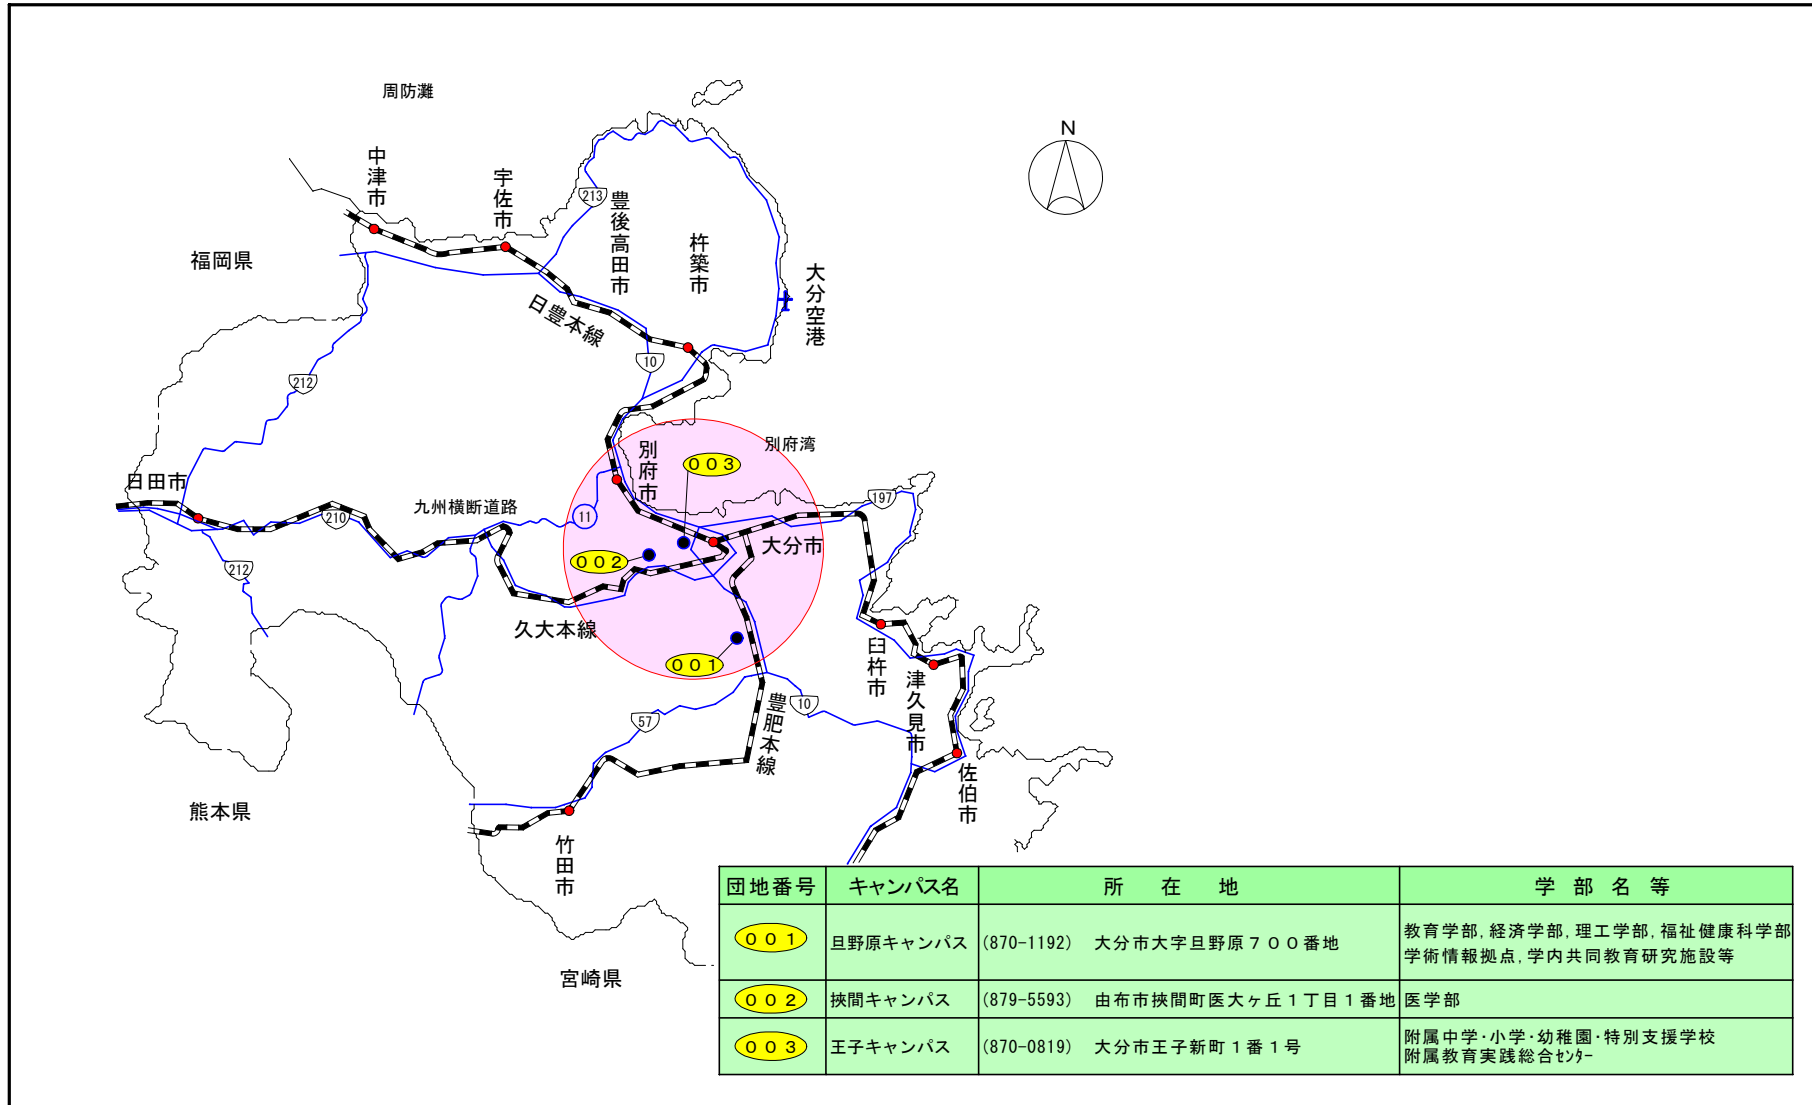 周防灘
N
中津市
宇佐市
213
豊後高田市
杵築市
大分空港
福岡県
日豊本線
10
212
別府市
別府湾
003
日田市
九州横断道路
197
210
11
大分市
002
212
久大本線
001
臼杵市
津久見市
豊肥本線
10
57
佐伯市
熊本県
竹田市
宮崎県
団地番号 キャンパス名 所 在 地 学 部 名 等
001 旦野原キャンパス (870-1192) 大分市大字旦野原700番地 教育学部,経済学部,理工学部,福祉健康科学部
学術情報拠点,学内共同教育研究施設等
002 挾間キャンパス (879-5593) 由布市挾間町医大ヶ丘1丁目1番地 医学部
003 王子キャンパス (870-0819) 大分市王子新町1番1号 附属中学・小学・幼稚園・特別支援学校
附属教育実践総合センター